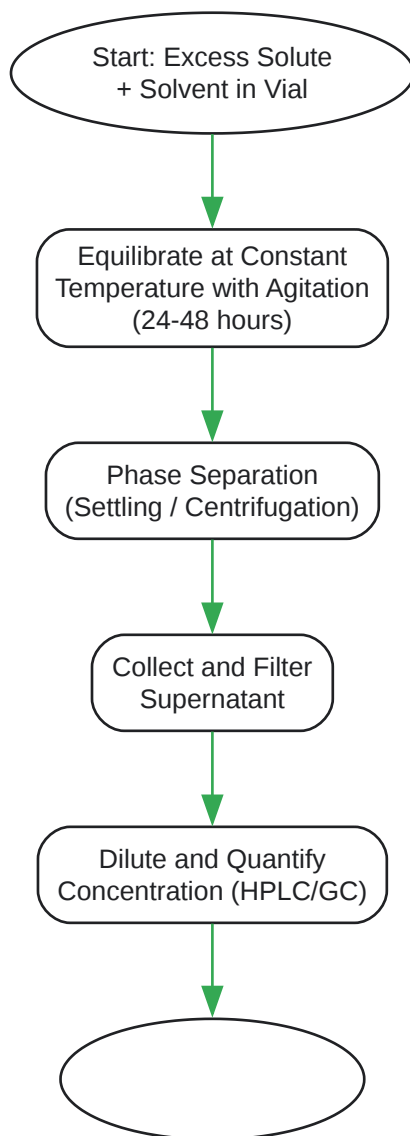 Start: Excess Solute
+ Solvent in Vial
Equilibrate at Constant
Temperature with Agitation
(24-48 hours)
Phase Separation
(Settling / Centrifugation)
Collect and Filter
Supernatant
Dilute and Quantify
Concentration (HPLC/GC)